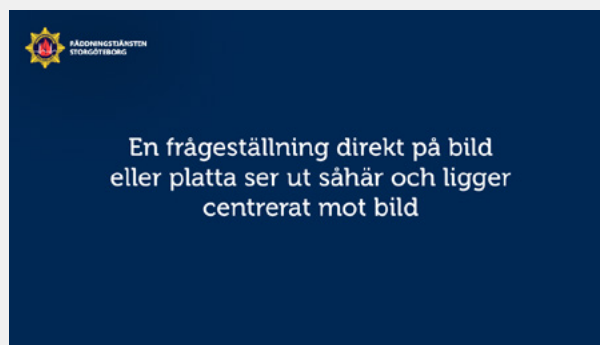 RÄDDNINGSTJÄNSTEN
STORGÖTEBORG
En frågeställning direkt på bild
eller platta ser ut såhär och ligger
centrerat mot bild